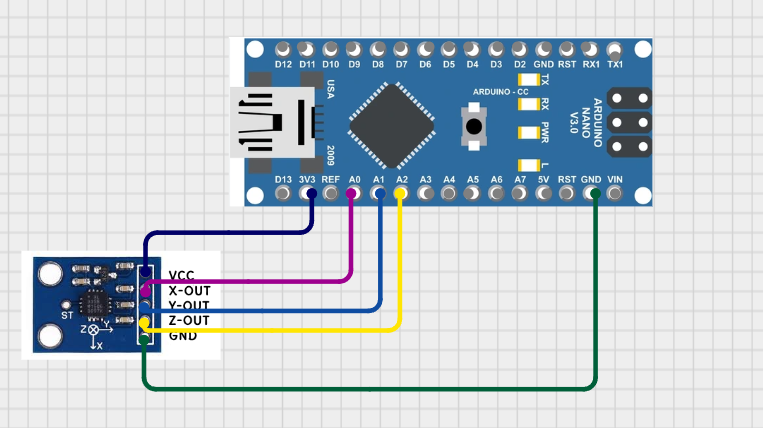 D12 D11 D10 D9 D8 D7 D6 D5 D4 D3 D2 GND RST RX1 TX1
USA
2009
ARDUINO - CC
TX
RX
PWR
L
ARDUINO
NANO
V3.0
D13 3V3 REF A0 A1 A2 A3 A4 A5 A6 A7 5V RST GND VIN
VCC
X-OUT
Y-OUT
Z-OUT
GND
ST
Z Y
X